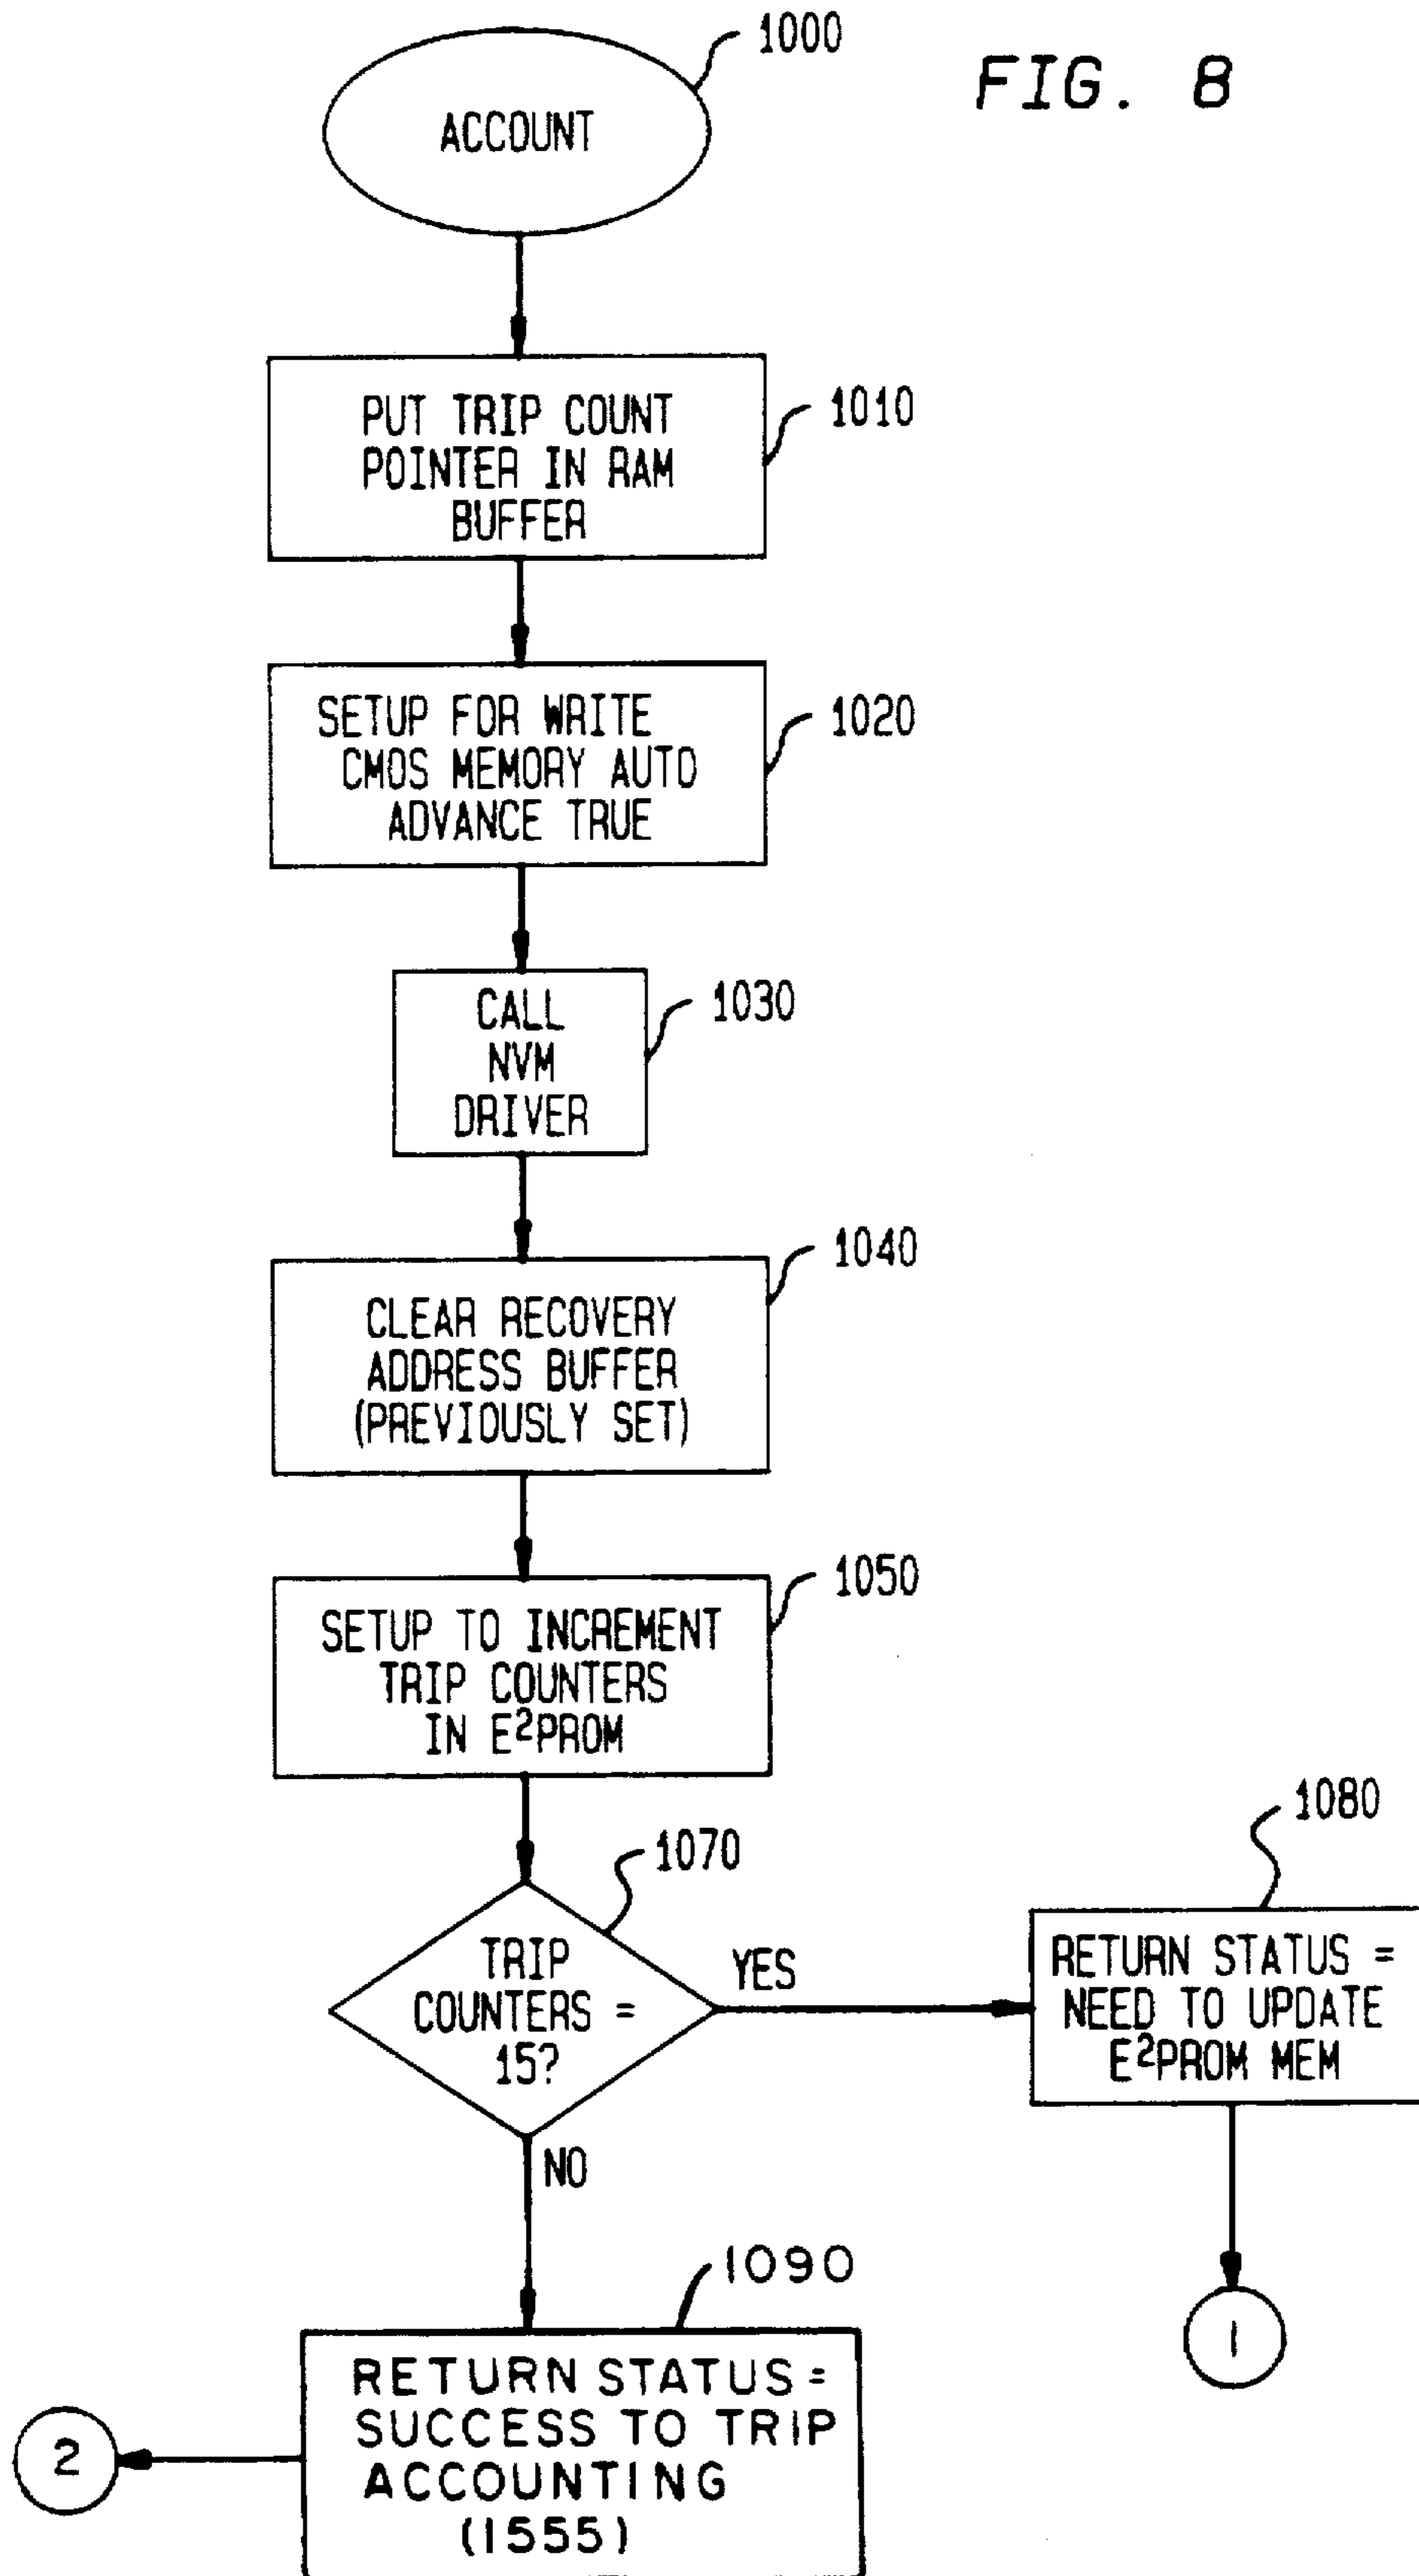 1000
FIG. 8
ACCOUNT
PUT TRIP COUNT
POINTER IN RAM
BUFFER
1010
SETUP FOR WRITE
CMOS MEMORY AUTO
ADVANCE TRUE
1020
CALL
NVM
DRIVER
1030
CLEAR RECOVERY
ADDRESS BUFFER
(PREVIOUSLY SET)
1040
SETUP TO INCREMENT
TRIP COUNTERS
IN E²PROM
1050
TRIP
COUNTERS =
15?
1070
YES
NO
1080
RETURN STATUS =
NEED TO UPDATE
E²PROM MEM
1
1090
RETURN STATUS =
SUCCESS TO TRIP
ACCOUNTING
(1555)
2